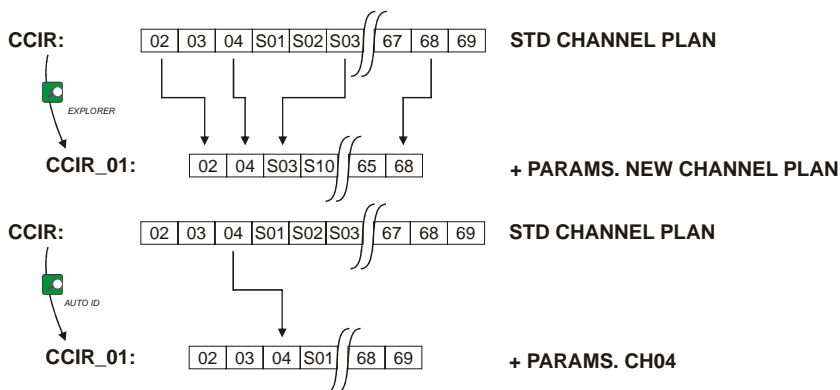 CCIR: 02 03 04 S01 S02 S03 67 68 69 STD CHANNEL PLAN
EXPLORER
CCIR_01: 02 04 S03 S10 65 68 + PARAMS. NEW CHANNEL PLAN
CCIR: 02 03 04 S01 S02 S03 67 68 69 STD CHANNEL PLAN
AUTO ID
CCIR_01: 02 03 04 S01 68 69 + PARAMS. CH04